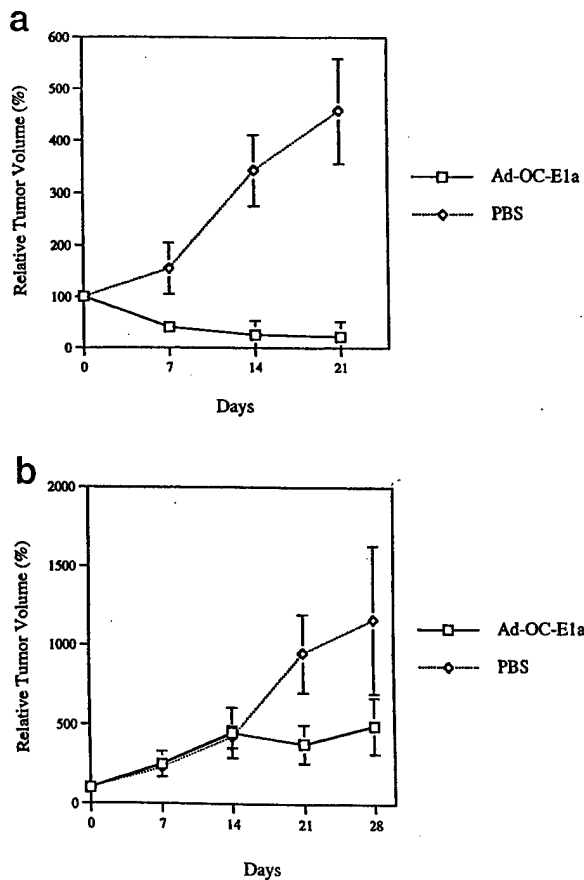 a
Relative Tumor Volume (%)
600
500
400
300
200
100
0
0 7 14 21
Days
Ad-OC-E1a
PBS
b
Relative Tumor Volume (%)
2000
1500
1000
500
0
0 7 14 21 28
Days
Ad-OC-E1a
PBS